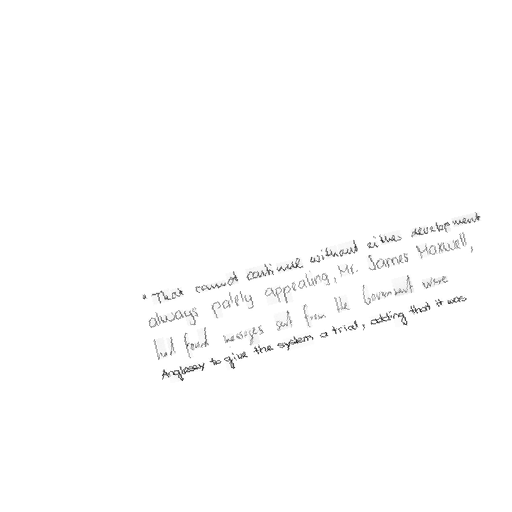 " That cannot continue without either development
always pately appealing, Mr. James Maxwell,
had found messages sent from the Government were
Anglesey to give the system a trial, adding that it was